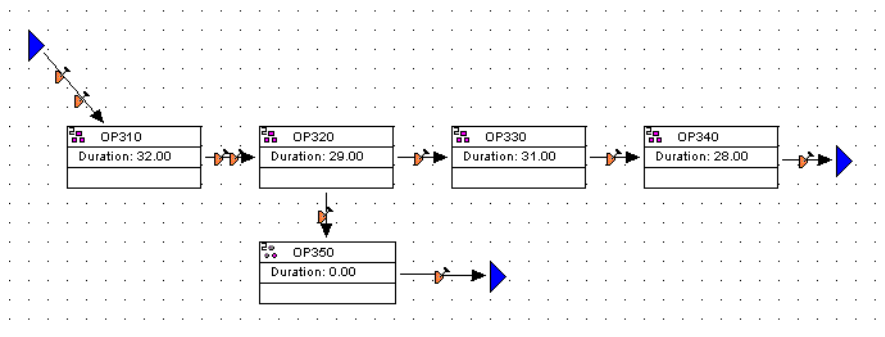 OP310
Duration: 32.00
OP320
Duration: 29.00
OP330
Duration: 31.00
OP340
Duration: 28.00
OP350
Duration: 0.00